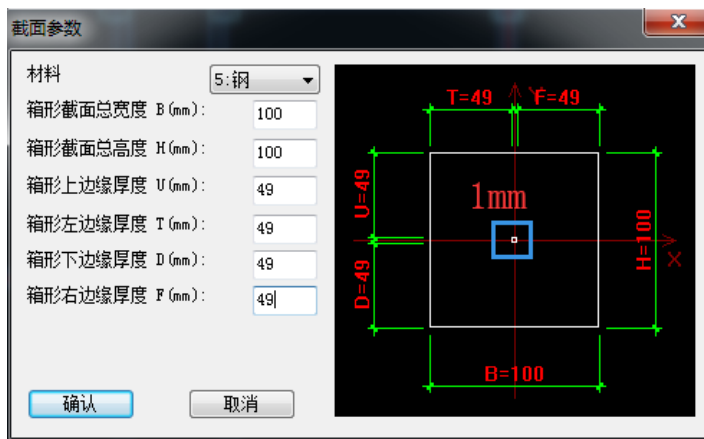 截面参数
材料
5:钢
箱形截面总宽度 B(mm):
100
箱形截面总高度 H(mm):
100
箱形上边缘厚度 U(mm):
49
箱形左边缘厚度 T(mm):
49
箱形下边缘厚度 D(mm):
49
箱形右边缘厚度 F(mm):
49
确认
取消
T=49
Y
F=49
U=49
1mm
D=49
H=100
X
B=100